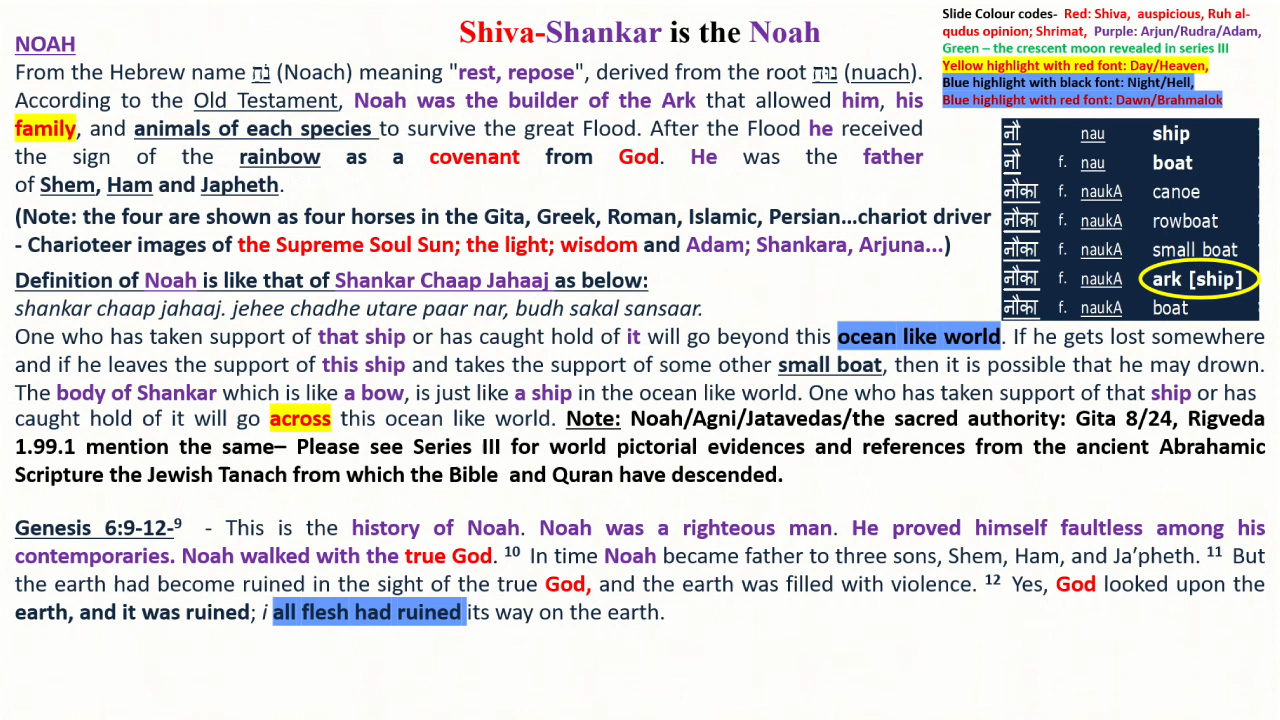 Shiva-Shankar is the Noah
Slide Colour codes- Red: Shiva, auspicious, Ruh al-
qudus opinion; Shrimat, Purple: Arjun/Rudra/Adam,
Green – the crescent moon revealed in series III
Yellow highlight with red font: Day/Heaven,
Blue highlight with black font: Night/Hell,
Blue highlight with red font: Dawn/Brahmalok
NOAH
From the Hebrew name נֹחַ (Noach) meaning "rest, repose", derived from the root נוּחַ (nuach).
According to the Old Testament, Noah was the builder of the Ark that allowed him, his
family, and animals of each species to survive the great Flood. After the Flood he received
the sign of the rainbow as a covenant from God. He was the father
of Shem, Ham and Japheth.
(Note: the four are shown as four horses in the Gita, Greek, Roman, Islamic, Persian...chariot driver
- Charioteer images of the Supreme Soul Sun; the light; wisdom and Adam; Shankara, Arjuna...)
नौ nau ship
नौ f. nau boat
नौका f. naukA canoe
नौका f. naukA rowboat
नौका f. naukA small boat
नौका f. naukA ark [ship]
नौका f. naukA boat
Definition of Noah is like that of Shankar Chaap Jahaaj as below:
shankar chaap jahaaj. jehee chadhe utare paar nar, budh sakal sansaar.
One who has taken support of that ship or has caught hold of it will go beyond this ocean like world. If he gets lost somewhere
and if he leaves the support of this ship and takes the support of some other small boat, then it is possible that he may drown.
The body of Shankar which is like a bow, is just like a ship in the ocean like world. One who has taken support of that ship or has
caught hold of it will go across this ocean like world. Note: Noah/Agni/Jatavedas/the sacred authority: Gita 8/24, Rigveda
1.99.1 mention the same– Please see Series III for world pictorial evidences and references from the ancient Abrahamic
Scripture the Jewish Tanach from which the Bible and Quran have descended.
Genesis 6:9-12-⁹ - This is the history of Noah. Noah was a righteous man. He proved himself faultless among his
contemporaries. Noah walked with the true God. ¹⁰ In time Noah became father to three sons, Shem, Ham, and Ja’pheth. ¹¹ But
the earth had become ruined in the sight of the true God, and the earth was filled with violence. ¹² Yes, God looked upon the
earth, and it was ruined; i all flesh had ruined its way on the earth.